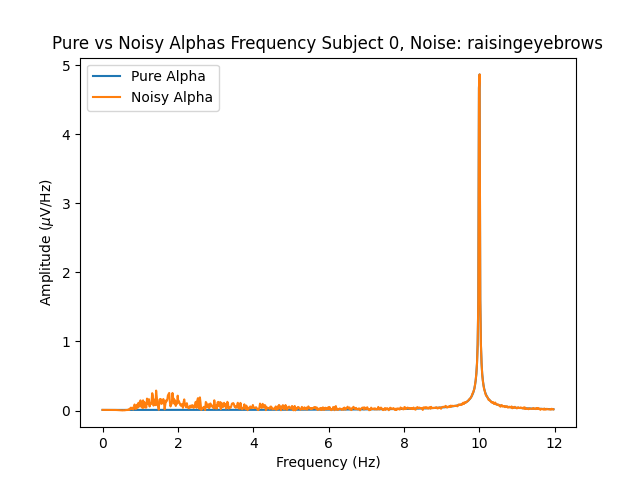 Pure vs Noisy Alphas Frequency Subject 0, Noise: raisingeyebrows
Pure Alpha
Noisy Alpha
Amplitude (μV/Hz)
5
4
3
2
1
0
0 2 4 6 8 10 12
Frequency (Hz)